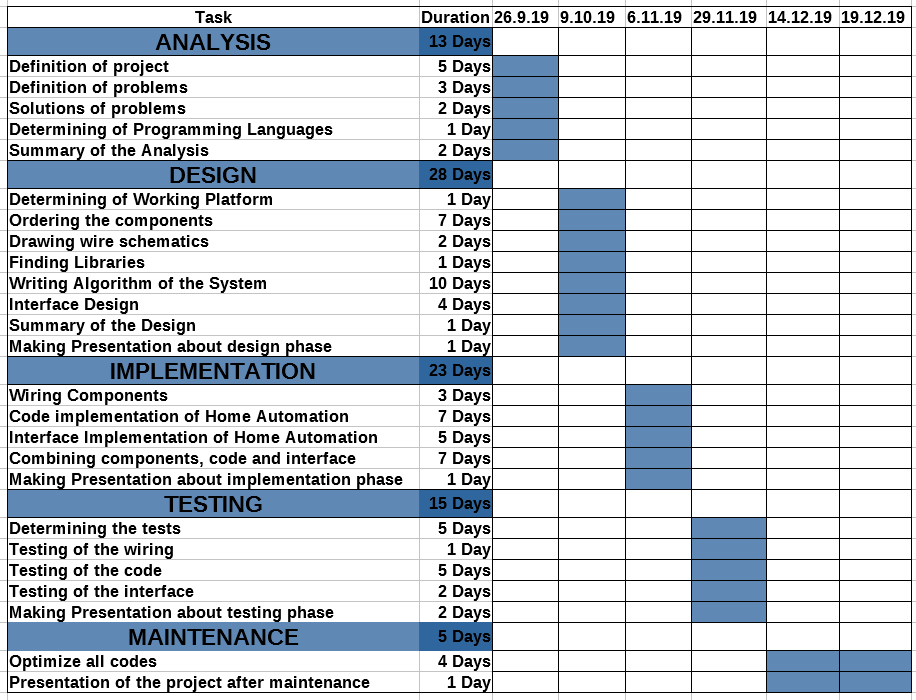 Task Duration 26.9.19 9.10.19 6.11.19 29.11.19 14.12.19 19.12.19
ANALYSIS 13 Days
Definition of project 5 Days
Definition of problems 3 Days
Solutions of problems 2 Days
Determining of Programming Languages 1 Day
Summary of the Analysis 2 Days
DESIGN 28 Days
Determining of Working Platform 1 Day
Ordering the components 7 Days
Drawing wire schematics 2 Days
Finding Libraries 1 Days
Writing Algorithm of the System 10 Days
Interface Design 4 Days
Summary of the Design 1 Day
Making Presentation about design phase 1 Day
IMPLEMENTATION 23 Days
Wiring Components 3 Days
Code implementation of Home Automation 7 Days
Interface Implementation of Home Automation 5 Days
Combining components, code and interface 7 Days
Making Presentation about implementation phase 1 Day
TESTING 15 Days
Determining the tests 5 Days
Testing of the wiring 1 Day
Testing of the code 5 Days
Testing of the interface 2 Days
Making Presentation about testing phase 2 Days
MAINTENANCE 5 Days
Optimize all codes 4 Days
Presentation of the project after maintenance 1 Day